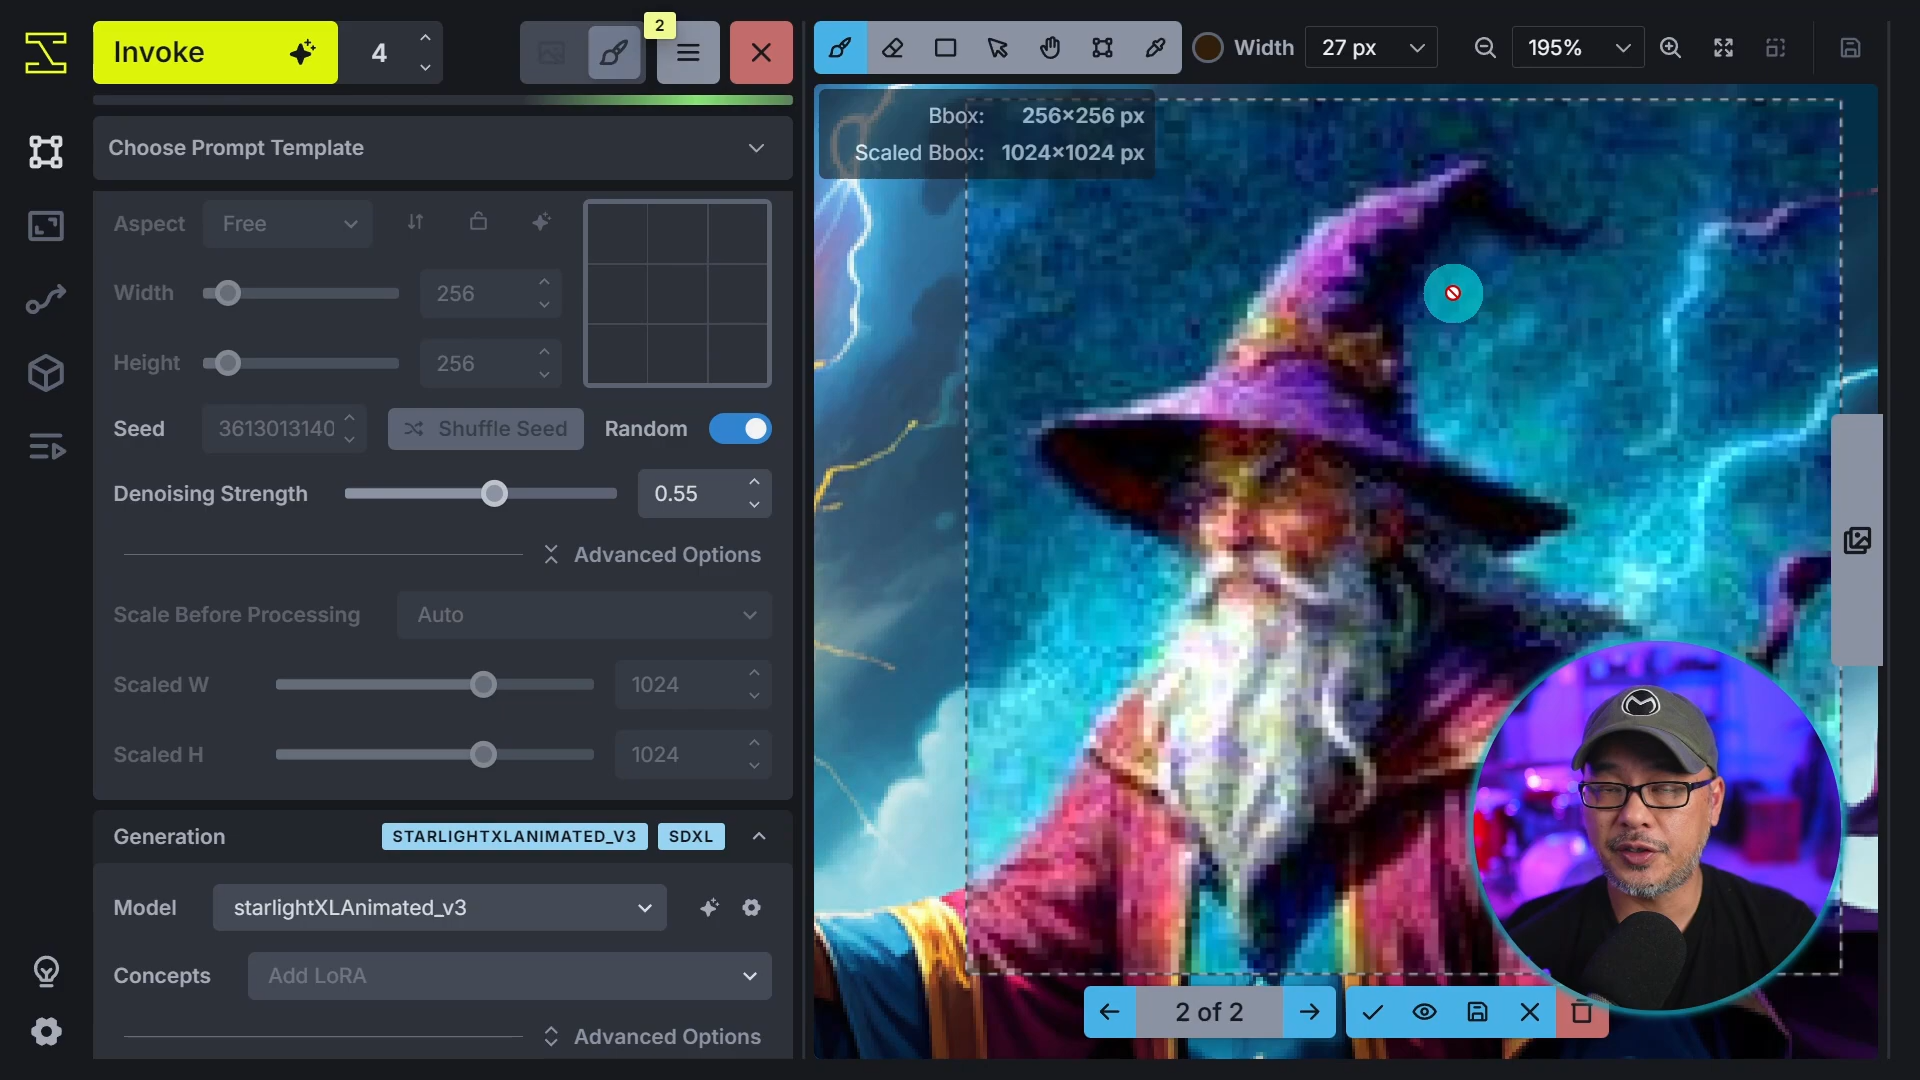 Invoke
4
2
Width
27 px
195%
Choose Prompt Template
Bbox: 256×256 px
Scaled Bbox: 1024×1024 px
Aspect
Free
Width
256
Height
256
Seed
3613013140
Shuffle Seed
Random
Denoising Strength
0.55
Advanced Options
Scale Before Processing
Auto
Scaled W
1024
Scaled H
1024
Generation
STARLIGHTXLANIMATED_V3
SDXL
Model
starlightXLAnimated_v3
Concepts
Add LoRA
Advanced Options
2 of 2